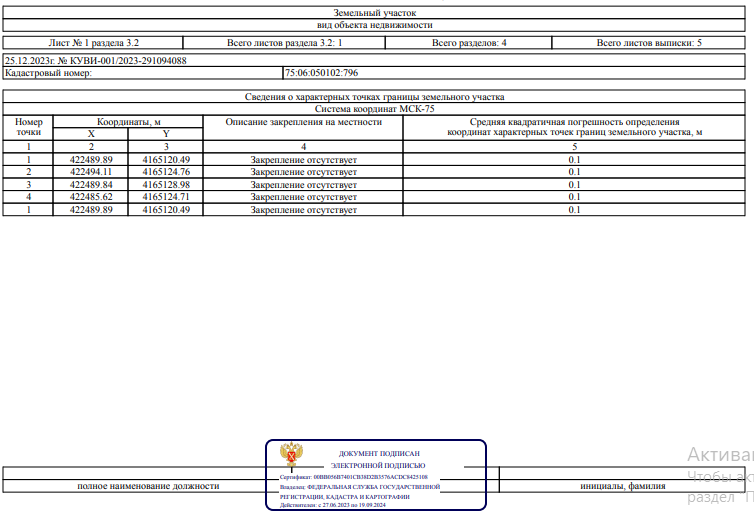 Земельный участок
вид объекта недвижимости
Лист № 1 раздела 3.2 Всего листов раздела 3.2: 1 Всего разделов: 4 Всего листов выписки: 5
25.12.2023г. № КУВИ-001/2023-291094088
Кадастровый номер: 75:06:050102:796
Сведения о характерных точках границы земельного участка
Система координат МСК-75
Номер точки Координаты, м Описание закрепления на местности Средняя квадратичная погрешность определения координат характерных точек границ земельного участка, м
X Y
1 2 3 4 5
1 422489.89 4165120.49 Закрепление отсутствует 0.1
2 422494.11 4165124.76 Закрепление отсутствует 0.1
3 422489.84 4165128.98 Закрепление отсутствует 0.1
4 422485.62 4165124.71 Закрепление отсутствует 0.1
1 422489.89 4165120.49 Закрепление отсутствует 0.1
ДОКУМЕНТ ПОДПИСАН
ЭЛЕКТРОННОЙ ПОДПИСЬЮ
Сертификат: 00BB056B7401CB38D2B3576ACDC8425108
Владелец: ФЕДЕРАЛЬНАЯ СЛУЖБА ГОСУДАРСТВЕННОЙ
РЕГИСТРАЦИИ, КАДАСТРА И КАРТОГРАФИИ
Действителен: с 27.06.2023 по 19.09.2024
полное наименование должности инициалы, фамилия
Актива
Чтобы ак
раздел "П